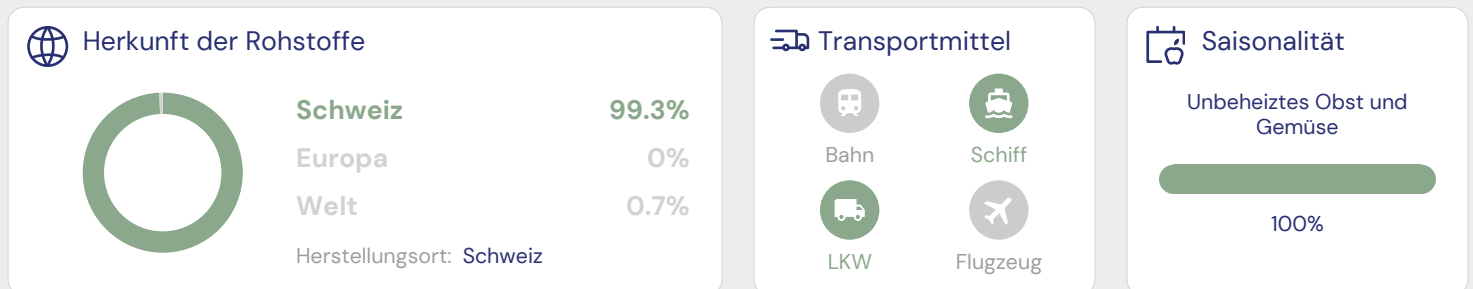 Herkunft der Rohstoffe
Schweiz 99.3%
Europa 0%
Welt 0.7%
Herstellungsort: Schweiz
Transportmittel
Bahn Schiff
LKW Flugzeug
Saisonalität
Unbeheiztes Obst und
Gemüse
100%